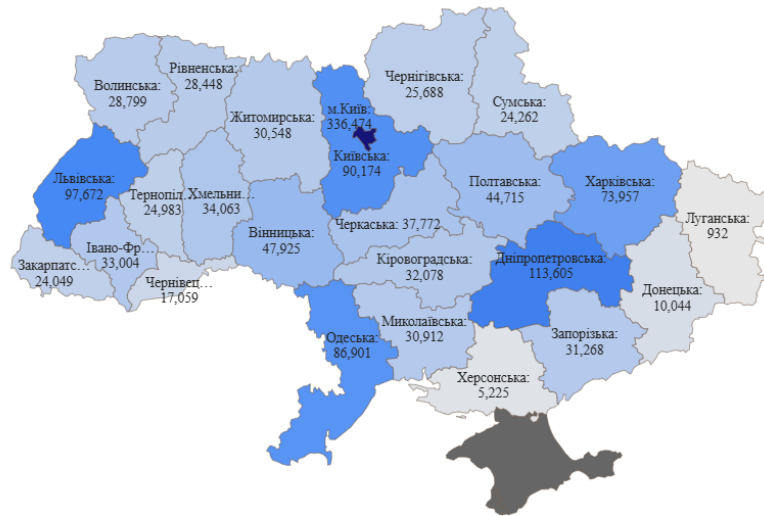 Рівненська:
28,448
Волинська:
28,799
Чернігівська:
25,688
Сумська:
24,262
м.Київ:
336,474
Житомирська:
30,548
Київська:
90,174
Львівська:
97,672
Тернопіл…
24,983
Хмельни…
34,063
Полтавська:
44,715
Харківська:
73,957
Луганська:
932
Черкаська: 37,772
Вінницька:
47,925
Івано-Фр…
33,004
Закарпатс…
24,049
Чернівец…
17,059
Кіровоградська:
32,078
Дніпропетровська:
113,605
Донецька:
10,044
Миколаївська:
30,912
Одеська:
86,901
Запорізька:
31,268
Херсонська:
5,225